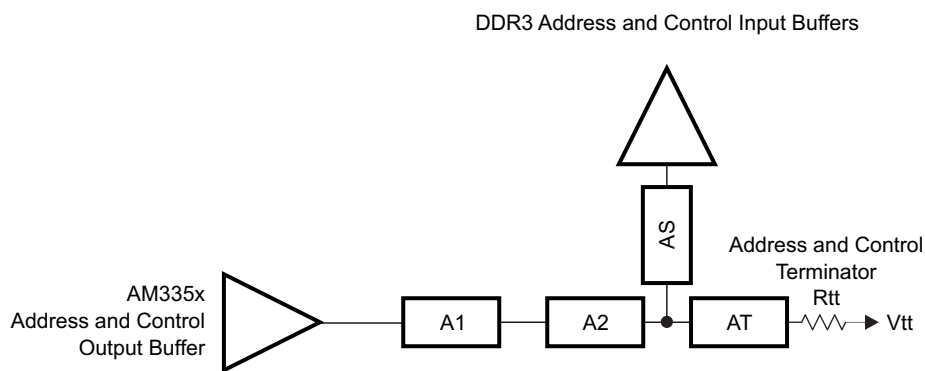 DDR3 Address and Control Input Buffers
AS
Address and Control
Terminator
Rtt
AM335x
Address and Control
Output Buffer
A1
A2
AT
Vtt